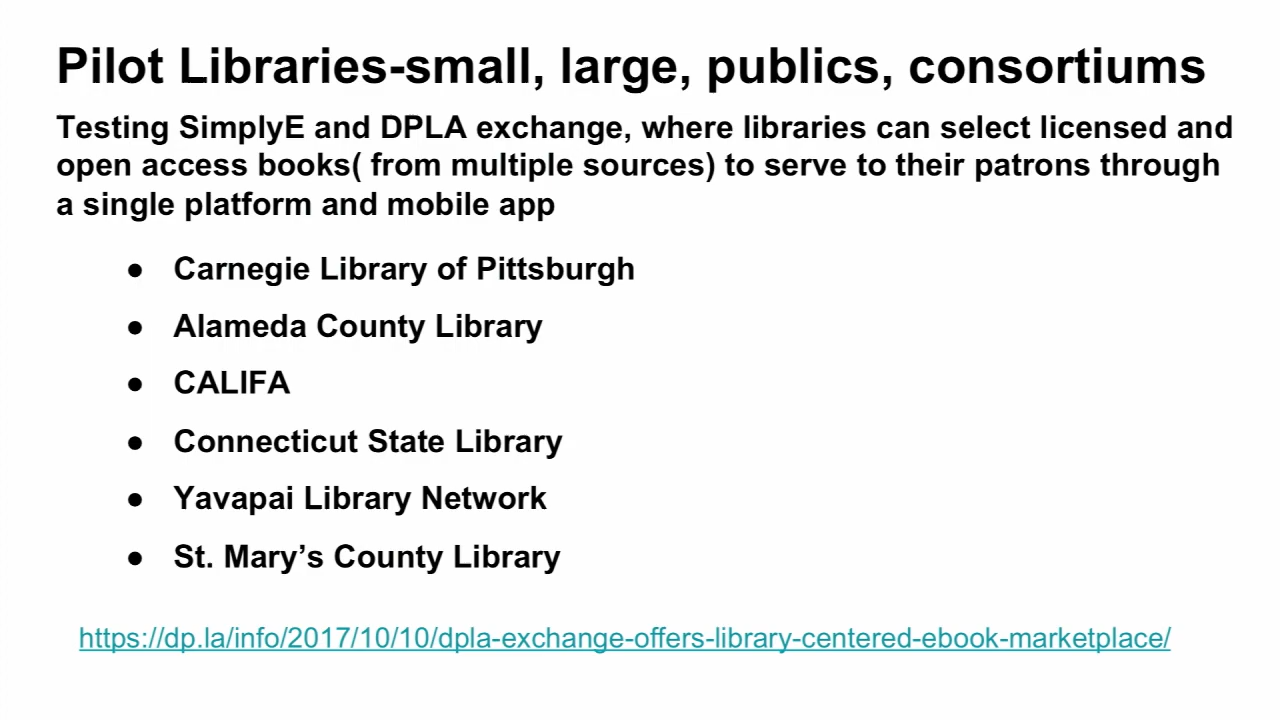 Pilot Libraries-small, large, publics, consortiums
Testing SimplyE and DPLA exchange, where libraries can select licensed and
open access books( from multiple sources) to serve to their patrons through
a single platform and mobile app
● Carnegie Library of Pittsburgh
● Alameda County Library
● CALIFA
● Connecticut State Library
● Yavapai Library Network
● St. Mary’s County Library
https://dp.la/info/2017/10/10/dpla-exchange-offers-library-centered-ebook-marketplace/